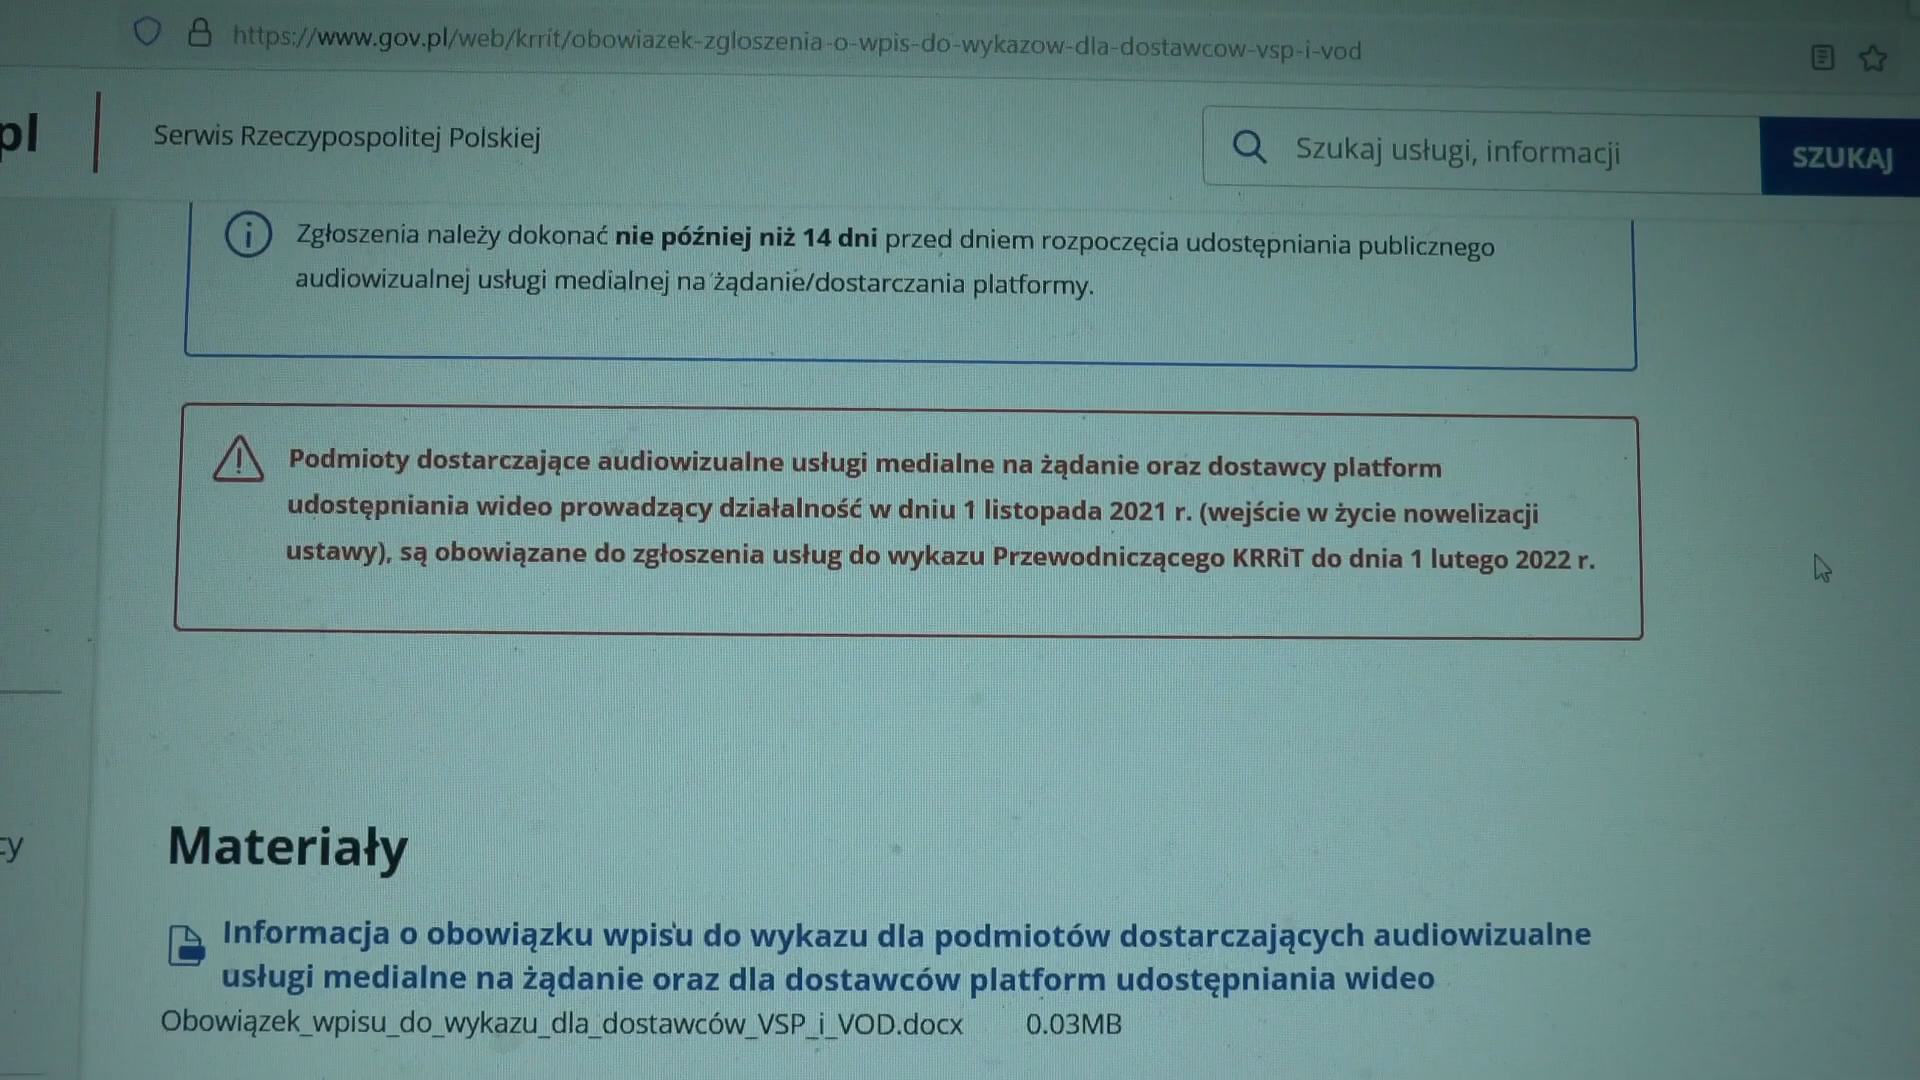 https://www.gov.pl/web/krrit/obowiazek-zgloszenia-o-wpis-do-wykazow-dla-dostawcow-vsp-i-vod
pl
Serwis Rzeczypospolitej Polskiej
Szukaj usługi, informacji
SZUKAJ
Zgłoszenia należy dokonać nie później niż 14 dni przed dniem rozpoczęcia udostępniania publicznego
audiowizualnej usługi medialnej na żądanie/dostarczania platformy.
Podmioty dostarczające audiowizualne usługi medialne na żądanie oraz dostawcy platform
udostępniania wideo prowadzący działalność w dniu 1 listopada 2021 r. (wejście w życie nowelizacji
ustawy), są obowiązane do zgłoszenia usług do wykazu Przewodniczącego KRRiT do dnia 1 lutego 2022 r.
Materiały
Informacja o obowiązku wpisu do wykazu dla podmiotów dostarczających audiowizualne
usługi medialne na żądanie oraz dla dostawców platform udostępniania wideo
Obowiązek_wpisu_do_wykazu_dla_dostawców_VSP_i_VOD.docx 0.03MB